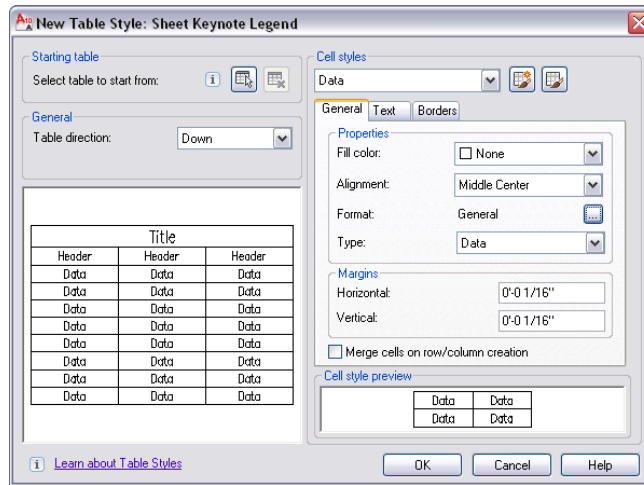 New Table Style: Sheet Keynote Legend
Starting table
Select table to start from:
General
Table direction:
Down
Title
Header Header Header
Data Data Data
Data Data Data
Data Data Data
Data Data Data
Data Data Data
Data Data Data
Data Data Data
Data Data Data
Learn about Table Styles
Cell styles
Data
General Text Borders
Properties
Fill color: None
Alignment: Middle Center
Format: General ...
Type: Data
Margins
Horizontal: 0'-0 1/16"
Vertical: 0'-0 1/16"
Merge cells on row/column creation
Cell style preview
Data Data
Data Data
OK Cancel Help